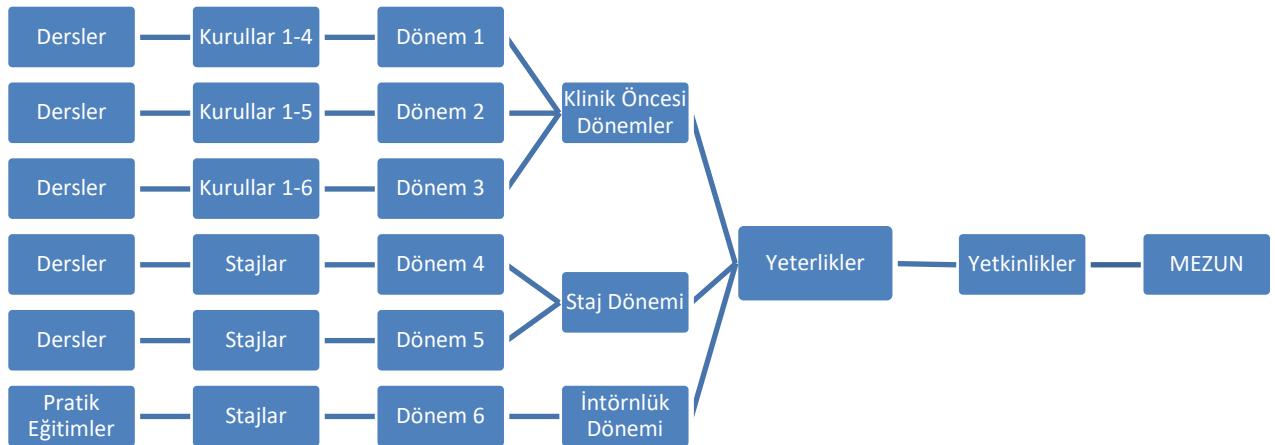 Dersler
Kurullar 1-4
Dönem 1
Dersler
Kurullar 1-5
Dönem 2
Klinik Öncesi
Dönemler
Dersler
Kurullar 1-6
Dönem 3
Dersler
Stajlar
Dönem 4
Staj Dönemi
Dersler
Stajlar
Dönem 5
Pratik
Eğitimler
Stajlar
Dönem 6
İntörnlük
Dönemi
Yeterlikler
Yetkinlikler
MEZUN